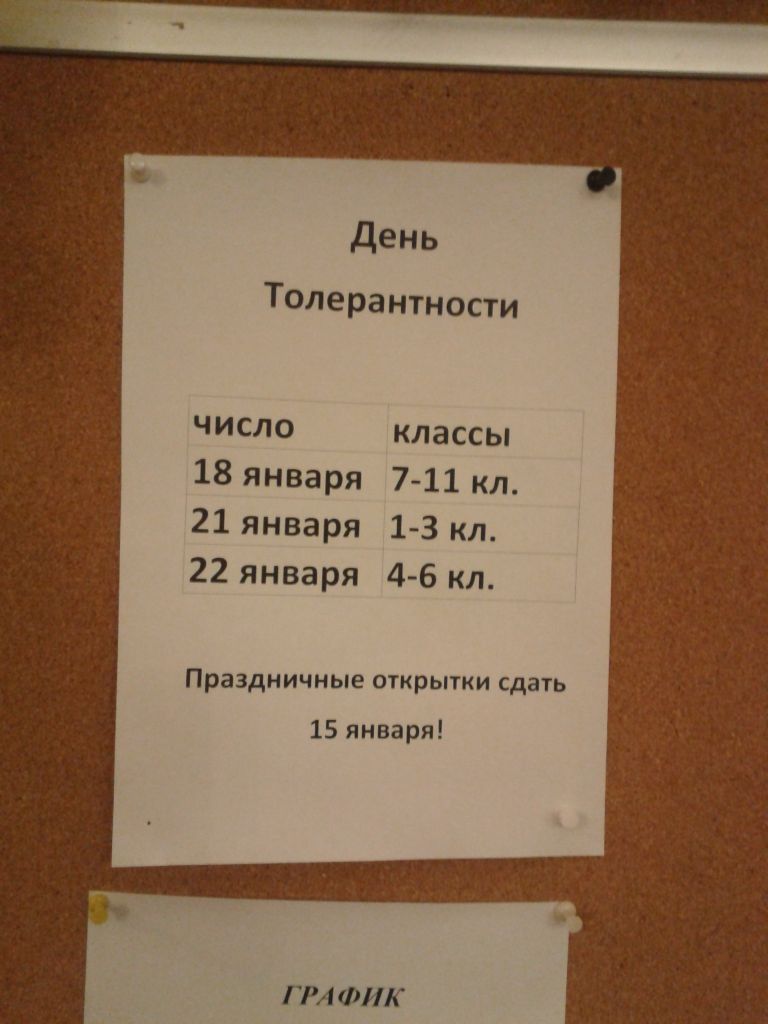 День
Толерантности
число классы
18 января 7-11 кл.
21 января 1-3 кл.
22 января 4-6 кл.
Праздничные открытки сдать
15 января!
ГРАФИК